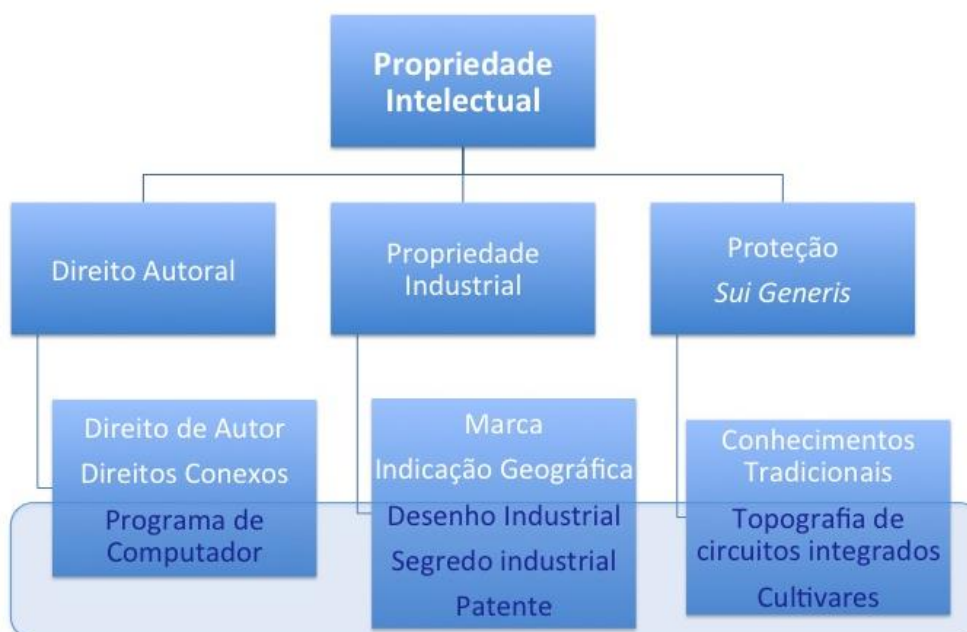 Propriedade
Intelectual
Direito Autoral
Propriedade
Industrial
Proteção
Sui Generis
Direito de Autor
Direitos Conexos
Programa de
Computador
Marca
Indicação Geográfica
Desenho Industrial
Segredo industrial
Patente
Conhecimentos
Tradicionais
Topografia de
circuitos integrados
Cultivares